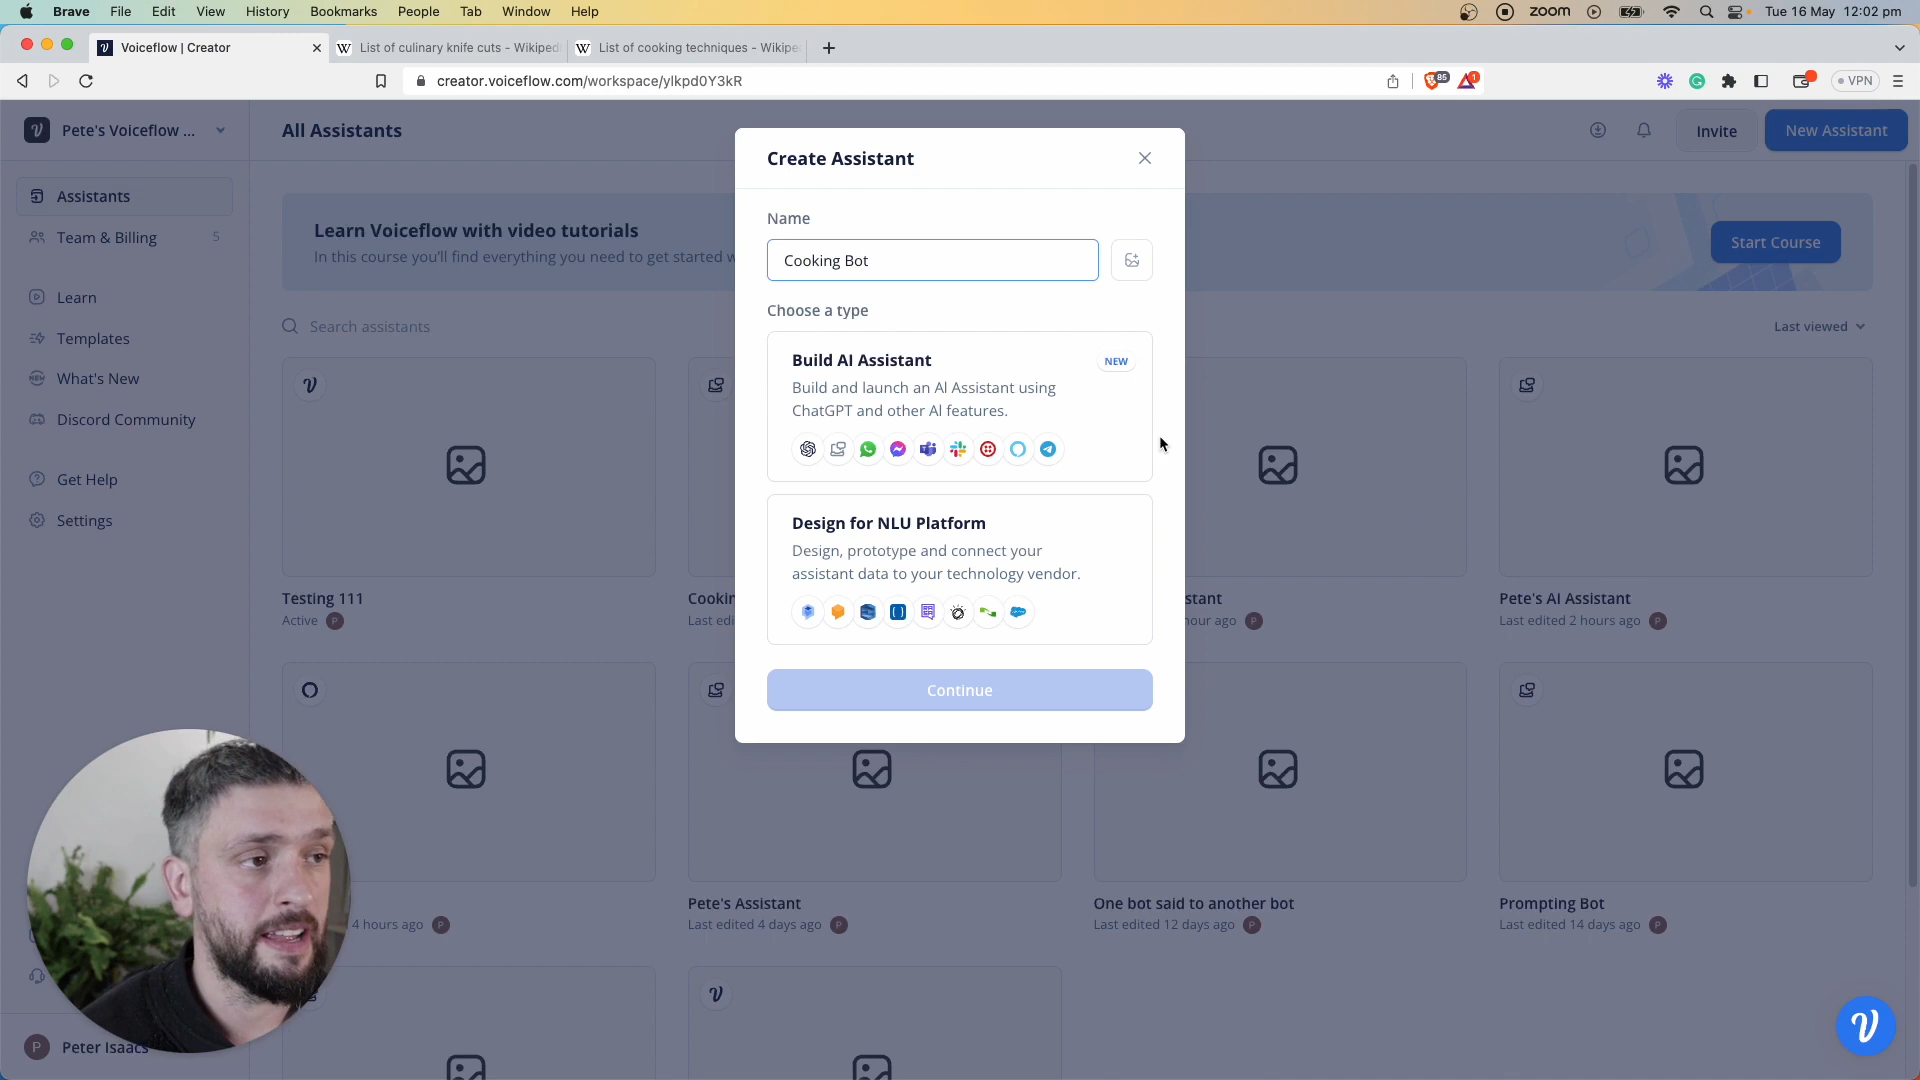 Brave File Edit View History Bookmarks People Tab Window Help
zoom Tue 16 May 12:02 pm
Voiceflow | Creator
List of culinary knife cuts - Wikiped
List of cooking techniques - Wikipe
creator.voiceflow.com/workspace/ylkpd0Y3kR
85
1
VPN
Pete's Voiceflow ...
All Assistants
Invite
New Assistant
Assistants
Team & Billing 5
Learn
Templates
What's New
Discord Community
Get Help
Settings
P Peter Isaacs
Learn Voiceflow with video tutorials
In this course you'll find everything you need to get started w
Start Course
Search assistants
Last viewed
Create Assistant
Name
Cooking Bot
Choose a type
Build AI Assistant
NEW
Build and launch an AI Assistant using
ChatGPT and other AI features.
Design for NLU Platform
Design, prototype and connect your
assistant data to your technology vendor.
Continue
Testing 111
Active P
Cookin
Last edi
stant
our ago P
Pete's AI Assistant
Last edited 2 hours ago P
4 hours ago P
Pete's Assistant
Last edited 4 days ago P
One bot said to another bot
Last edited 12 days ago P
Prompting Bot
Last edited 14 days ago P